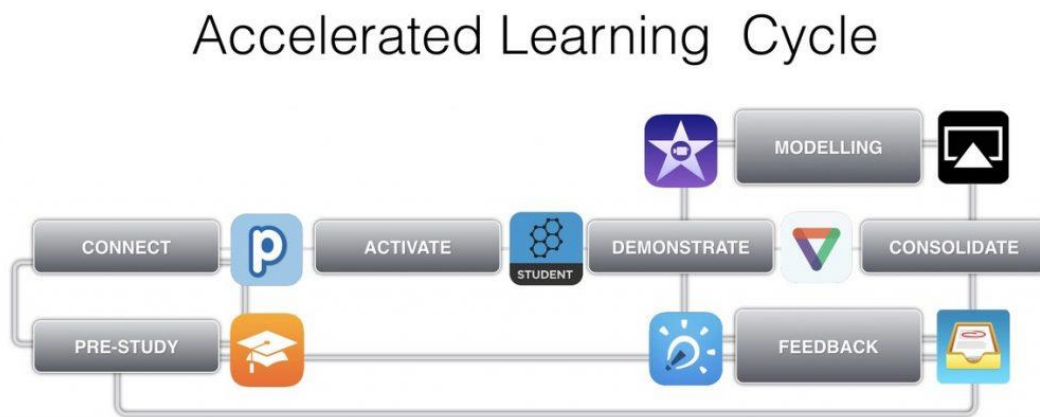 Accelerated Learning Cycle
MODELLING
CONNECT
p
ACTIVATE
STUDENT
DEMONSTRATE
CONSOLIDATE
PRE-STUDY
FEEDBACK